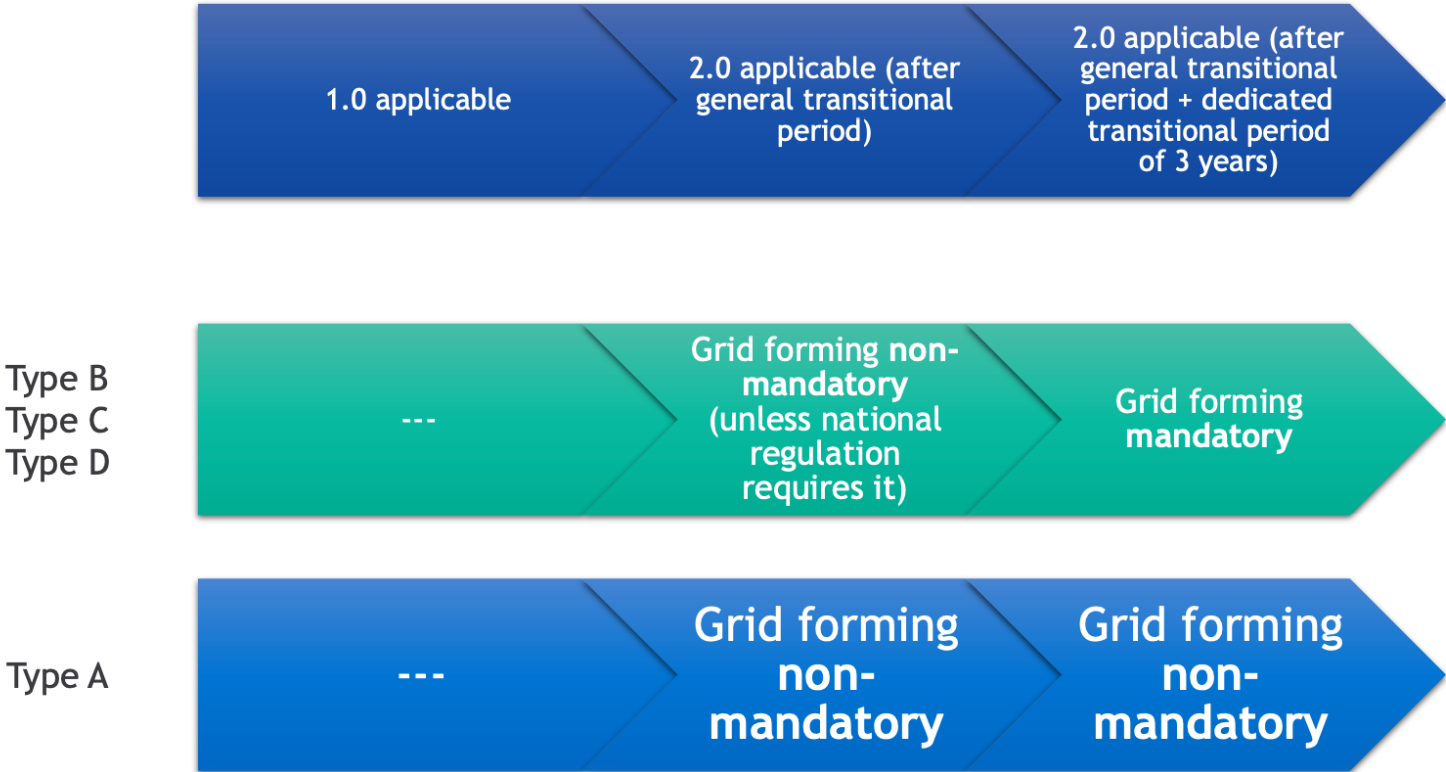 1.0 applicable
2.0 applicable (after
general transitional
period)
2.0 applicable (after
general transitional
period + dedicated
transitional period
of 3 years)
Type B
Type C
Type D
---
Grid forming non-
mandatory
(unless national
regulation
requires it)
Grid forming
mandatory
Type A
---
Grid forming
non-
mandatory
Grid forming
non-
mandatory